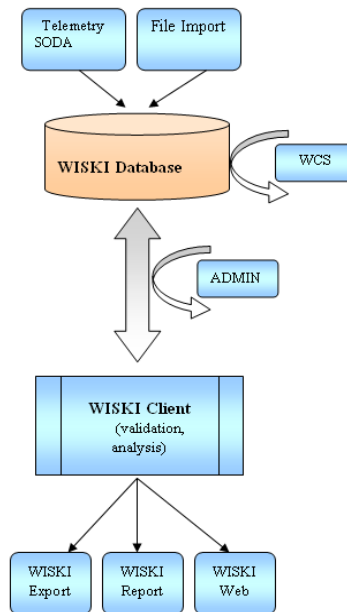 Telemetry
SODA
File Import
WISKI Database
WCS
ADMIN
WISKI Client
(validation,
analysis)
WISKI
Export
WISKI
Report
WISKI
Web